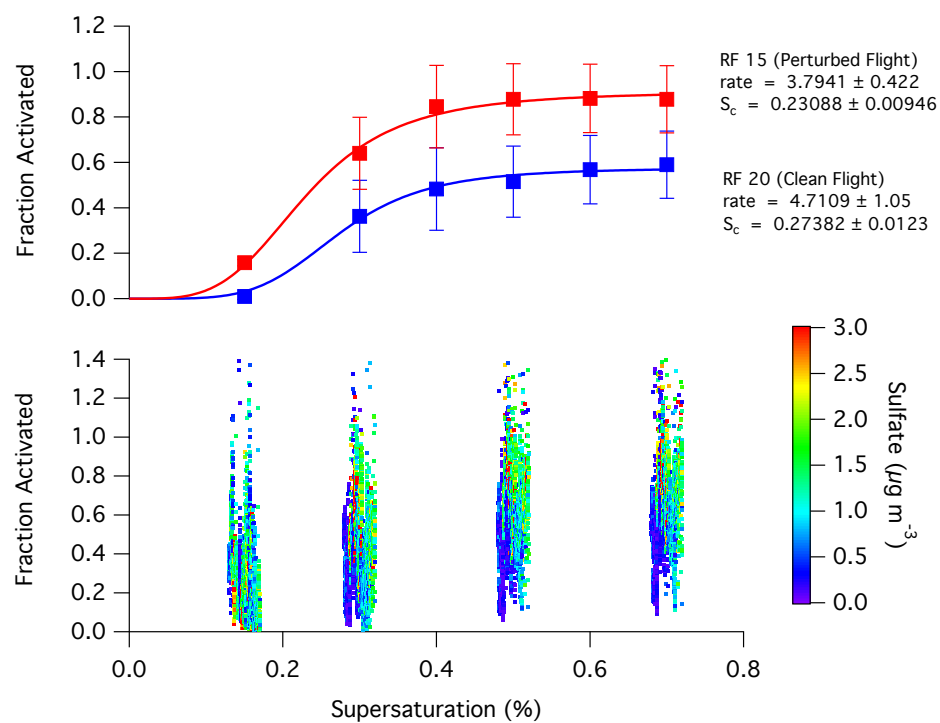 1.2
1.0
0.8
0.6
0.4
0.2
0.0
Fraction Activated
RF 15 (Perturbed Flight)
rate = 3.7941 ± 0.422
Sc = 0.23088 ± 0.00946
RF 20 (Clean Flight)
rate = 4.7109 ± 1.05
Sc = 0.27382 ± 0.0123
1.4
1.2
1.0
0.8
0.6
0.4
0.2
0.0
Fraction Activated
0.0 0.2 0.4 0.6 0.8
Supersaturation (%)
3.0
2.5
2.0
1.5
1.0
0.5
0.0
Sulfate (µg m-3)